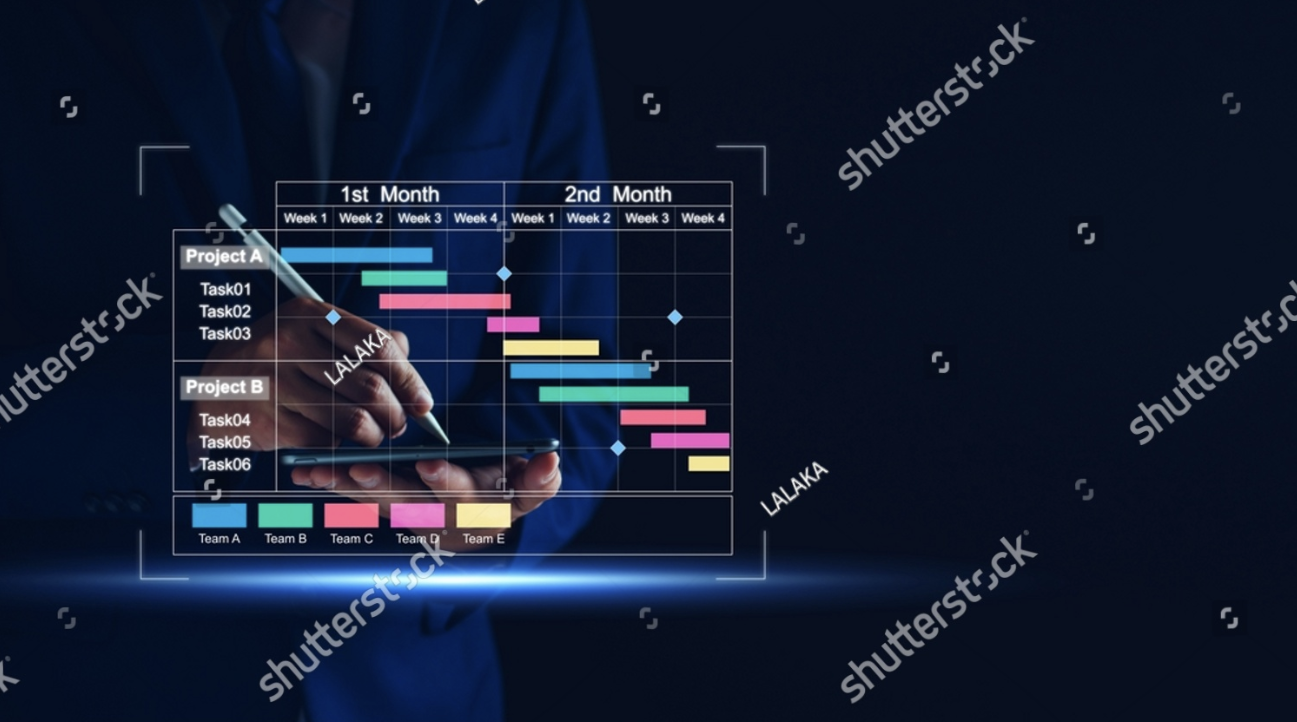 shutterstock
1st Month 2nd Month
Week 1 Week 2 Week 3 Week 4 Week 1 Week 2 Week 3 Week 4
Project A
Task01
Task02
Task03
LALAKA
shutterstock
shutterstock
Project B
Task04
Task05
Task06
LALAKA
Team A Team B Team C Team D Team E
shutterstock
shutterstock